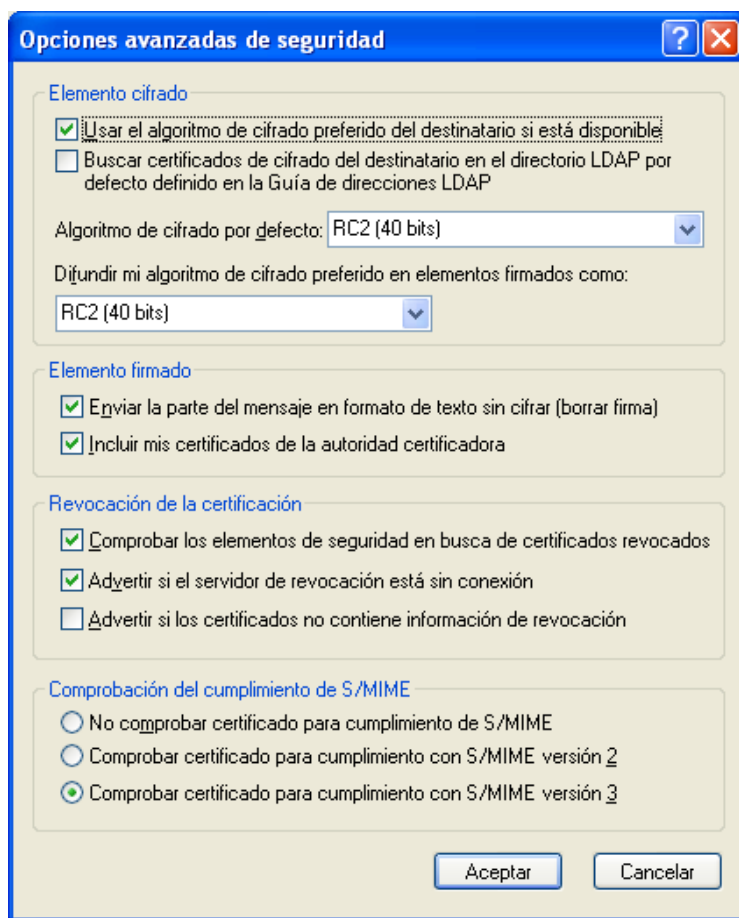 Opciones avanzadas de seguridad
Elemento cifrado
Usar el algoritmo de cifrado preferido del destinatario si está disponible
Buscar certificados de cifrado del destinatario en el directorio LDAP por
defecto definido en la Guía de direcciones LDAP
Algoritmo de cifrado por defecto: RC2 (40 bits)
Difundir mi algoritmo de cifrado preferido en elementos firmados como:
RC2 (40 bits)
Elemento firmado
Enviar la parte del mensaje en formato de texto sin cifrar (borrar firma)
Incluir mis certificados de la autoridad certificadora
Revocación de la certificación
Comprobar los elementos de seguridad en busca de certificados revocados
Advertir si el servidor de revocación está sin conexión
Advertir si los certificados no contiene información de revocación
Comprobación del cumplimiento de S/MIME
No comprobar certificado para cumplimiento de S/MIME
Comprobar certificado para cumplimiento con S/MIME versión 2
Comprobar certificado para cumplimiento con S/MIME versión 3
Aceptar Cancelar